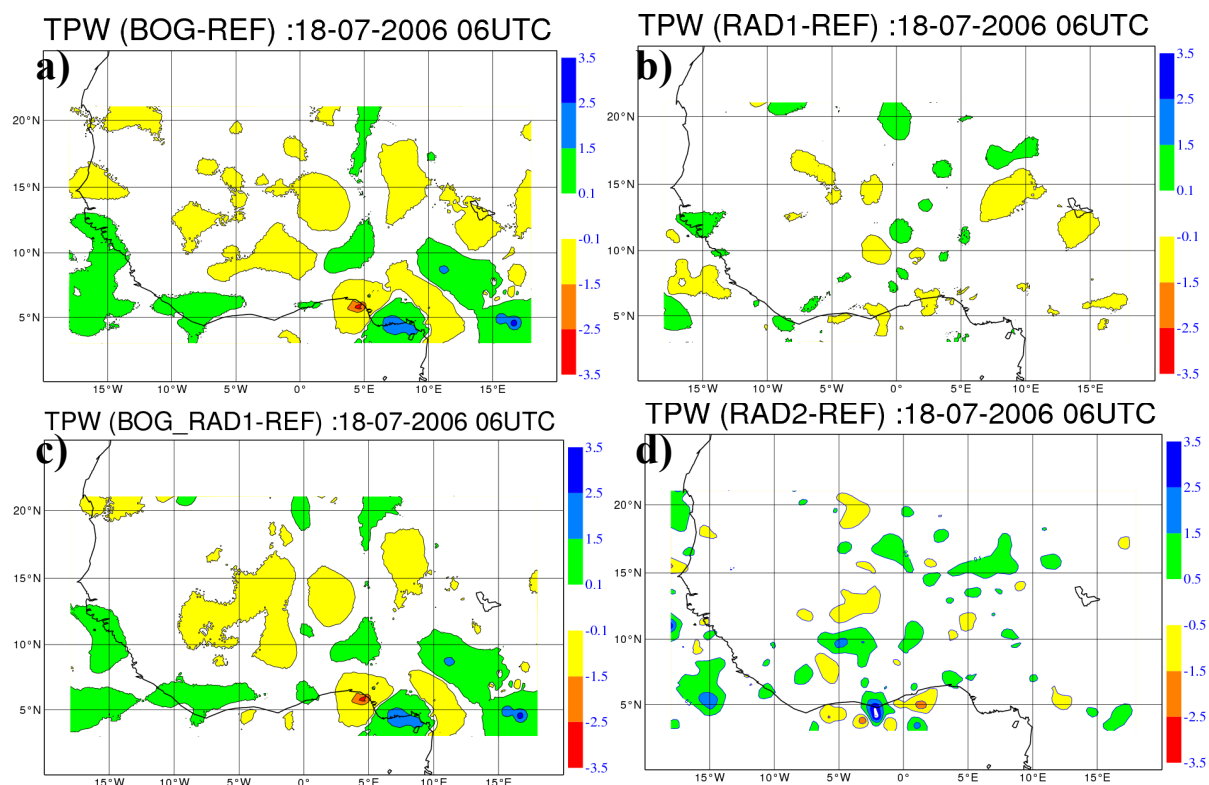 TPW (BOG-REF) :18-07-2006 06UTC
a)
20°N
15°N
10°N
5°N
15°W
10°W
5°W
0°
5°E
10°E
15°E
3.5
2.5
1.5
0.1
-0.1
-1.5
-2.5
-3.5
TPW (RAD1-REF) :18-07-2006 06UTC
b)
20°N
15°N
10°N
5°N
15°W
10°W
5°W
0°
5°E
10°E
15°E
3.5
2.5
1.5
0.1
-0.1
-1.5
-2.5
-3.5
TPW (BOG_RAD1-REF) :18-07-2006 06UTC
c)
20°N
15°N
10°N
5°N
15°W
10°W
5°W
0°
5°E
10°E
15°E
3.5
2.5
1.5
0.1
-0.1
-1.5
-2.5
-3.5
TPW (RAD2-REF) :18-07-2006 06UTC
d)
20°N
15°N
10°N
5°N
15°W
10°W
5°W
0°
5°E
10°E
15°E
3.5
2.5
1.5
0.5
-0.5
-1.5
-2.5
-3.5